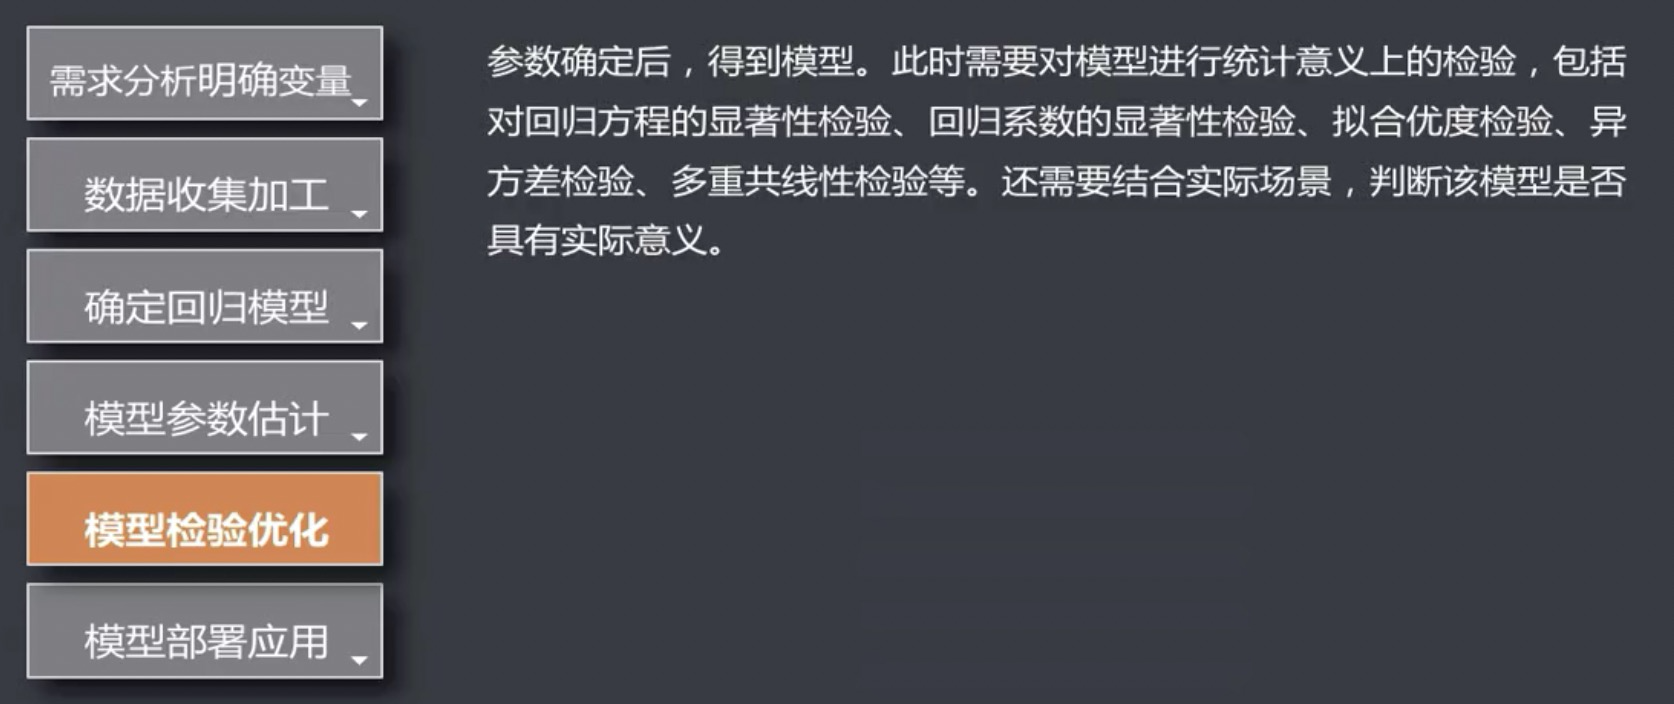 需求分析明确变量
数据收集加工
确定回归模型
模型参数估计
模型检验优化
模型部署应用
参数确定后，得到模型。此时需要对模型进行统计意义上的检验，包括
对回归方程的显著性检验、回归系数的显著性检验、拟合优度检验、异
方差检验、多重共线性检验等。还需要结合实际场景，判断该模型是否
具有实际意义。